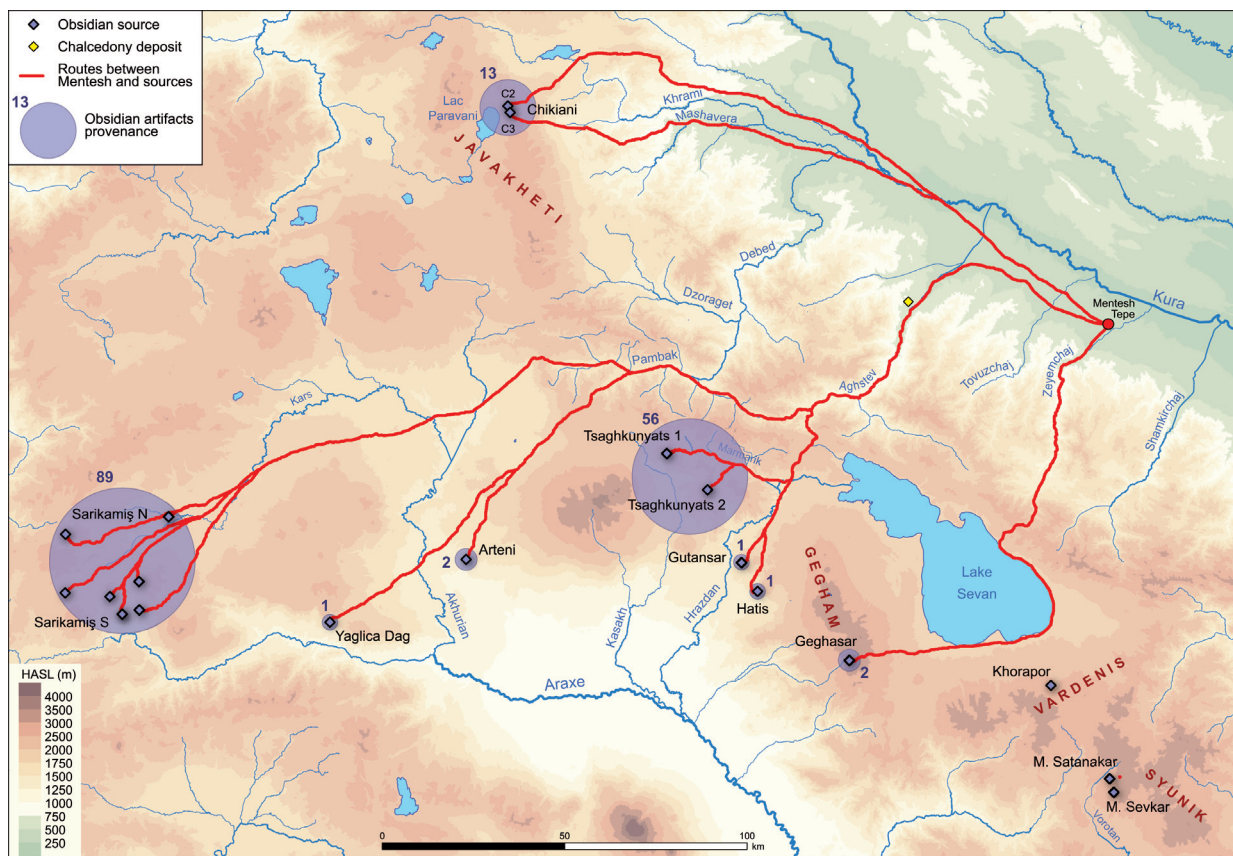 Obsidian source
Chalcedony deposit
Routes between
Mentesh and sources
13
Obsidian artifacts
provenance
13
C2
Chikiani
C3
Lac
Paravani
JAVAKHETI
Khrami
Mashavera
Debed
Dzoraget
Pambak
Aghstev
Tovuzchaj
Zeyemchaj
Shamkirchaj
Kura
Mentesh
Tepe
Kars
89
Sarikamiş N
Sarikamiş S
56
Tsaghkunyats 1
Marmarik
Tsaghkunyats 2
2
Arteni
1
Yaglica Dag
Akhurian
Kasakh
Hrazdan
Gutansar
1
1
Hatis
GEGHAM
Geghasar
2
Lake
Sevan
Araxe
Khorapor
VARDENIS
M. Satanakar
M. Sevkar
SYUNIK
Vorotan
HASL (m)
4000
3500
3000
2500
2000
1500
1250
1000
750
500
250
0
50
100
km